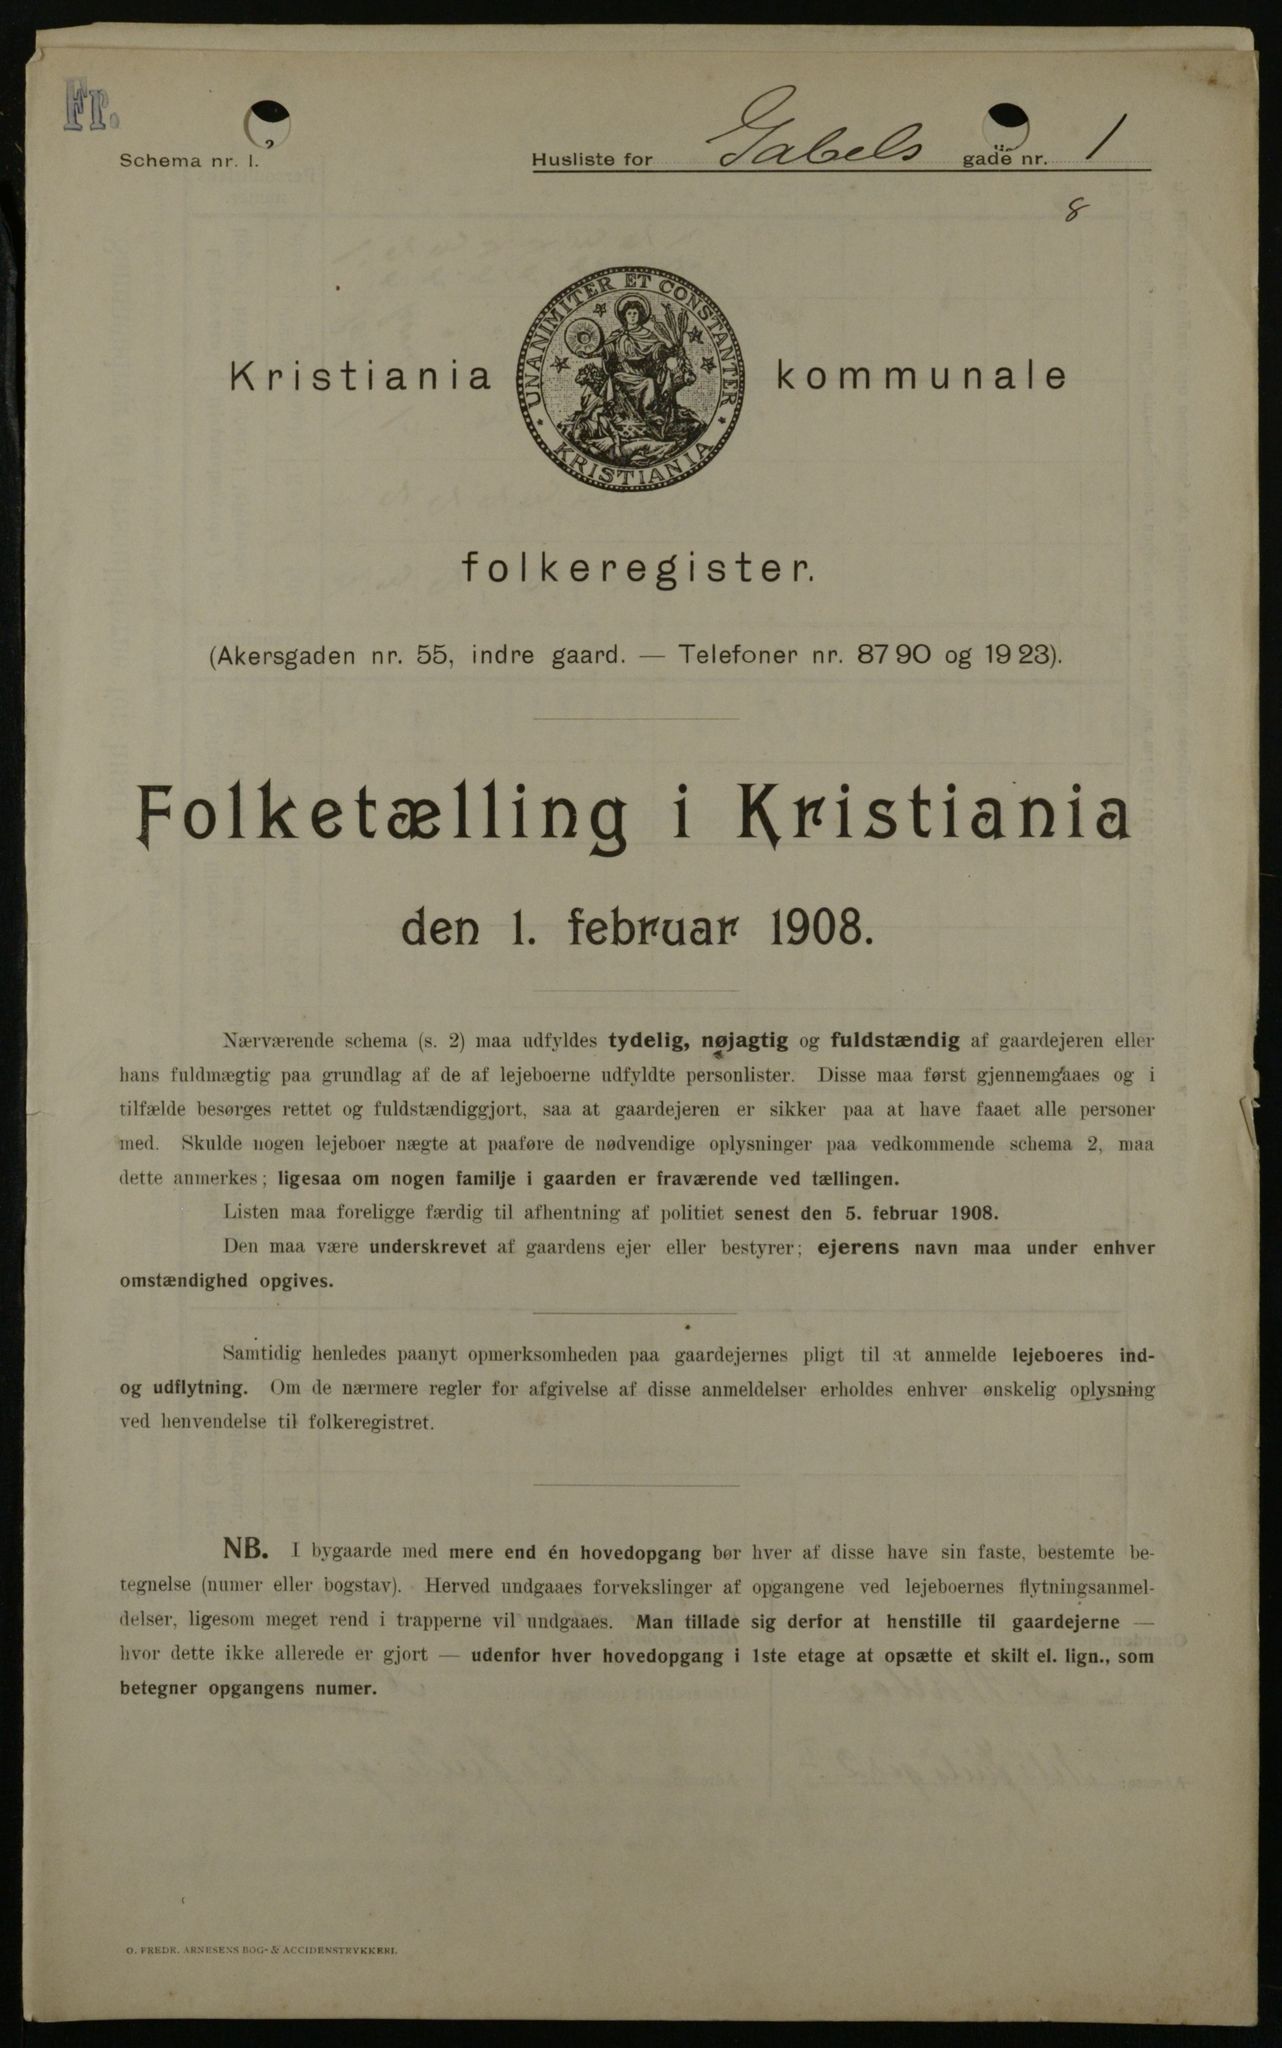 Fr.
Schema nr. 1.
Husliste for Gabels gade nr. 1
8
UNANIMITER ET CONSTANTER
KRISTIANIA
Kristiania kommunale
folkeregister.
(Akersgaden nr. 55, indre gaard. — Telefoner nr. 8790 og 1923).
Folketælling i Kristiania
den 1. februar 1908.
Nærværende schema (s. 2) maa udfyldes tydelig, nøjagtig og fuldstændig af gaardejeren eller
hans fuldmægtig paa grundlag af de af lejeboerne udfyldte personlister. Disse maa først gjennemgaaes og i
tilfælde besørges rettet og fuldstændiggjort, saa at gaardejeren er sikker paa at have faaet alle personer
med. Skulde nogen lejeboer nægte at paaføre de nødvendige oplysninger paa vedkommende schema 2, maa
dette anmerkes; ligesaa om nogen familje i gaarden er fraværende ved tællingen.
Listen maa foreligge færdig til afhentning af politiet senest den 5. februar 1908.
Den maa være underskrevet af gaardens ejer eller bestyrer; ejerens navn maa under enhver
omstændighed opgives.
Samtidig henledes paanyt opmerksomheden paa gaardejernes pligt til at anmelde lejeboeres ind-
og udflytning. Om de nærmere regler for afgivelse af disse anmeldelser erholdes enhver ønskelig oplysning
ved henvendelse til folkeregistret.
NB. I bygaarde med mere end én hovedopgang bør hver af disse have sin faste, bestemte be-
tegnelse (numer eller bogstav). Herved undgaaes forvekslinger af opgangene ved lejeboernes flytningsanmel-
delser, ligesom meget rend i trapperne vil undgaaes. Man tillade sig derfor at henstille til gaardejerne —
hvor dette ikke allerede er gjort — udenfor hver hovedopgang i 1ste etage at opsætte et skilt el. lign., som
betegner opgangens numer.
O. FREDR. ARNESENS BOG- & ACCIDENSTRYKKERI.